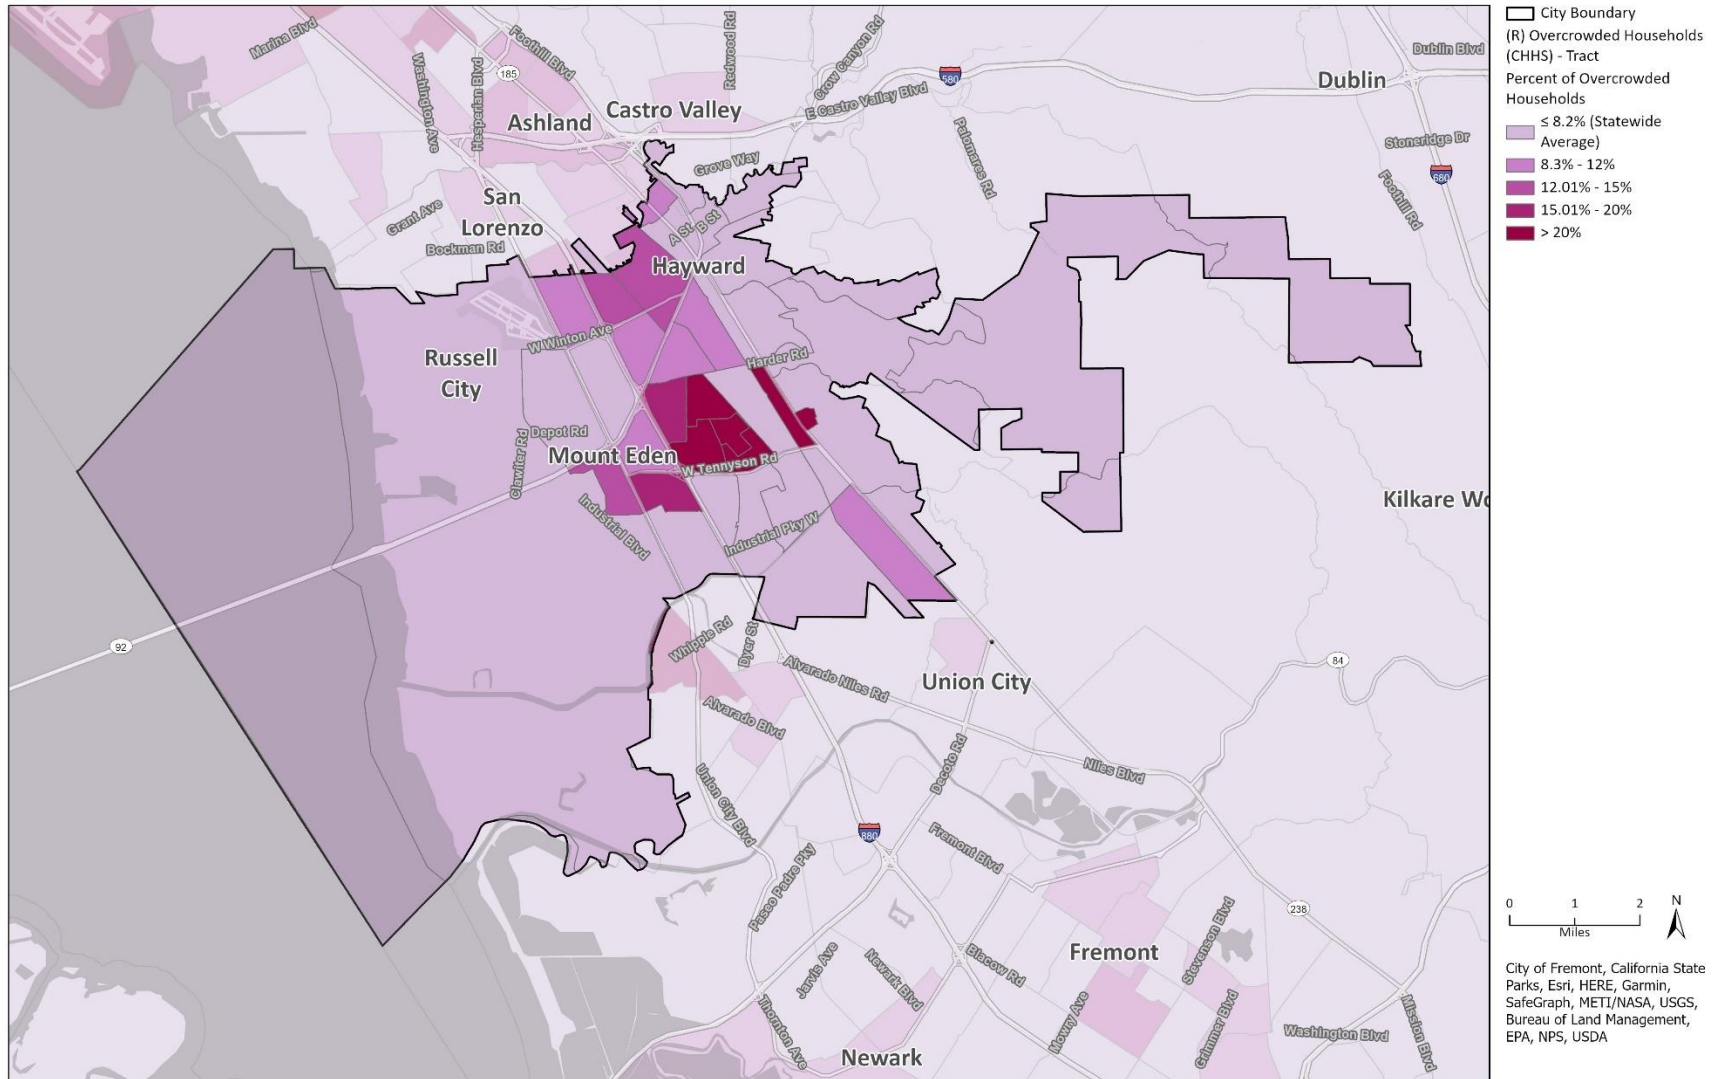 Marina Blvd
Washington Ave
Hesperian Blvd
185
Foothill Blvd
Redwood Rd
Crow Canyon Rd
580
Dublin Blvd
Dublin
Castro Valley
E Castro Valley Blvd
Ashland
Stoneridge Dr
Palomares Rd
Grove Way
680
Foothill Rd
San
Lorenzo
Grant Ave
Bockman Rd
A St
B St
Hayward
W Winton Ave
Russell
City
Harder Rd
Depot Rd
Mount Eden
Clawiter Rd
W Tennyson Rd
Kilkare Wo
Industrial Blvd
Industrial Pky W
92
Whipple Rd
Dyer St
Alvarado Niles Rd
Union City
84
Alvarado Blvd
Decoto Rd
Niles Blvd
Union City Blvd
880
Fremont Blvd
Paseo Padre Pky
238
Stevenson Blvd
Fremont
Jarvis Ave
Newark Blvd
Blacow Rd
Mowry Ave
Grimmer Blvd
Thornton Ave
Washington Blvd
Mission Blvd
Newark
City Boundary
(R) Overcrowded Households
(CHHS) - Tract
Percent of Overcrowded
Households
≤ 8.2% (Statewide
Average)
8.3% - 12%
12.01% - 15%
15.01% - 20%
> 20%
0 1 2
Miles
N
City of Fremont, California State
Parks, Esri, HERE, Garmin,
SafeGraph, METI/NASA, USGS,
Bureau of Land Management,
EPA, NPS, USDA